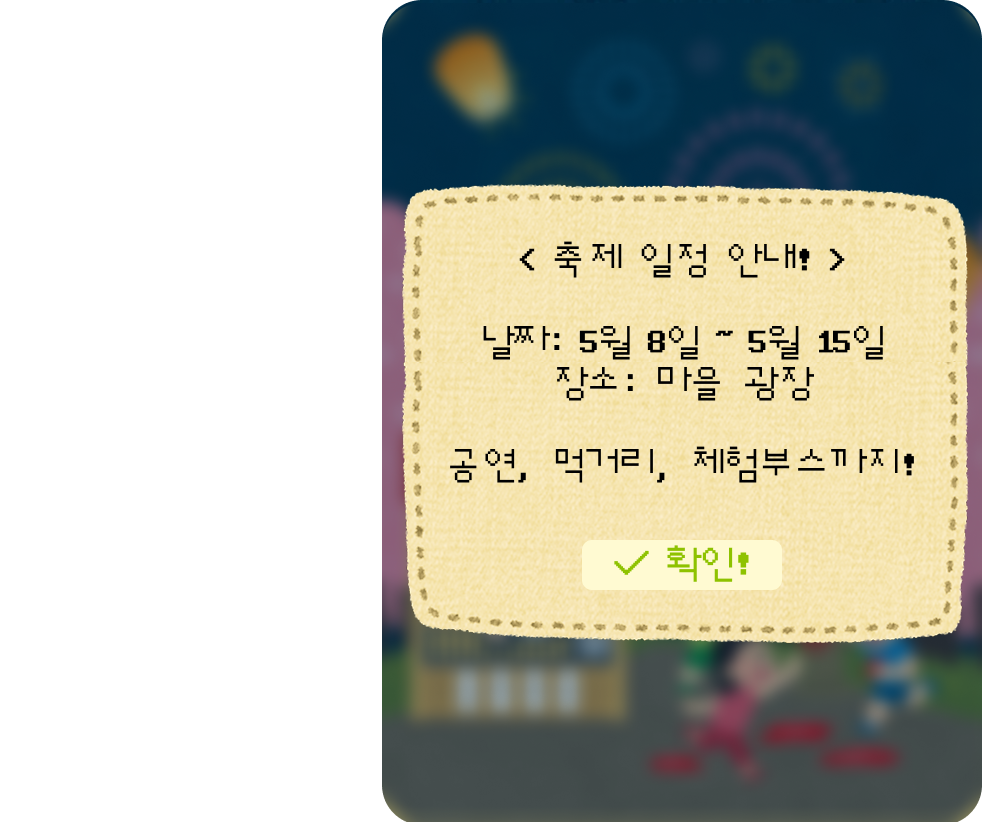 < 축제 일정 안내! >
날짜: 5월 8일 ~ 5월 15일
장소: 마을 광장
공연, 먹거리, 체험부스까지!
✓ 확인!